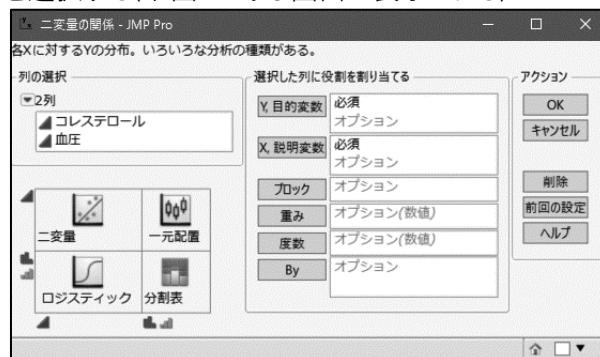 二変量の関係 - JMP Pro
各Xに対するYの分布。いろいろな分析の種類がある。
列の選択
2列
コレステロール
血圧
二変量
一元配置
ロジスティック
分割表
選択した列に役割を割り当てる
Y, 目的変数
必須
オプション
X, 説明変数
必須
オプション
ブロック
オプション
重み
オプション(数値)
度数
オプション(数値)
By
オプション
アクション
OK
キャンセル
削除
前回の設定
ヘルプ